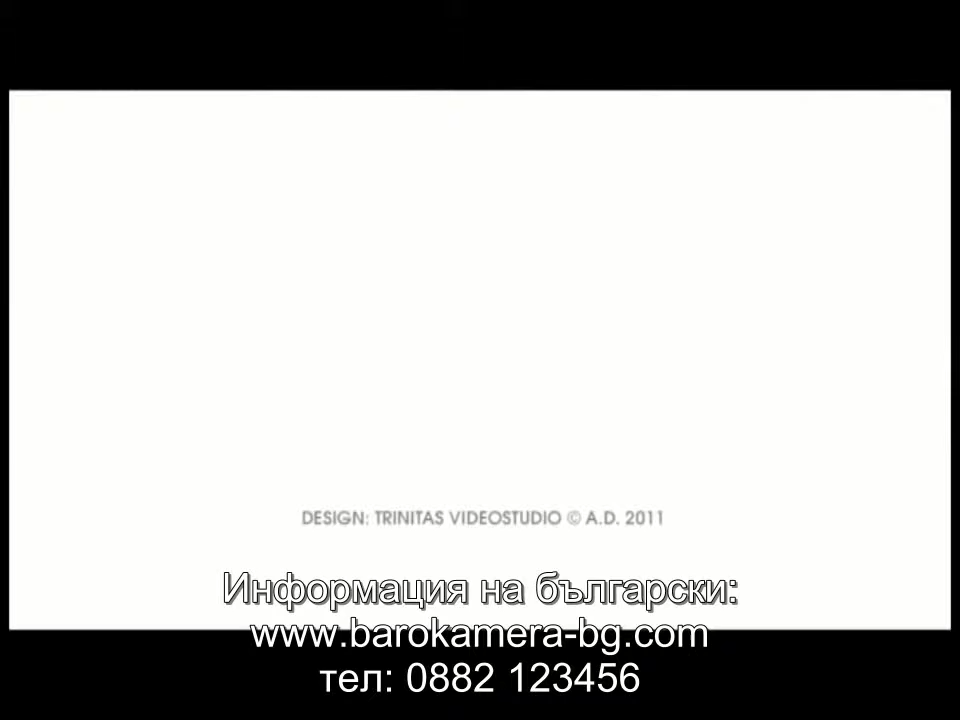 DESIGN: TRINITAS VIDEOSTUDIO © A.D. 2011
Информация на български:
www.barokamera-bg.com
тел: 0882 123456